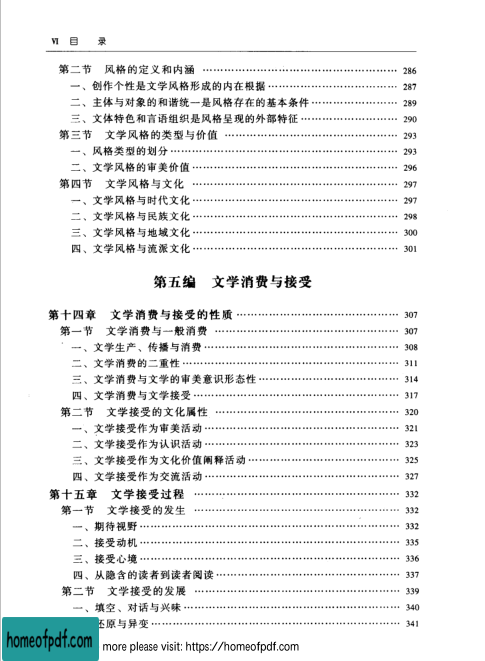 Ⅵ 目 录
第二节 风格的定义和内涵 …… 286
一、创作个性是文学风格形成的内在根据 …… 287
二、主体与对象的和谐统一是风格存在的基本条件 …… 289
三、文体特色和言语组织是风格呈现的外部特征 …… 290
第三节 文学风格的类型与价值 …… 293
一、风格类型的划分 …… 293
二、文学风格的审美价值 …… 296
第四节 文学风格与文化 …… 297
一、文学风格与时代文化 …… 297
二、文学风格与民族文化 …… 298
三、文学风格与地域文化 …… 300
四、文学风格与流派文化 …… 301
第五编 文学消费与接受
第十四章 文学消费与接受的性质 …… 307
第一节 文学消费与一般消费 …… 307
一、文学生产、传播与消费 …… 308
二、文学消费的二重性 …… 311
三、文学消费与文学的审美意识形态性 …… 314
四、文学消费与文学接受 …… 317
第二节 文学接受的文化属性 …… 320
一、文学接受作为审美活动 …… 321
二、文学接受作为认识活动 …… 323
三、文学接受作为文化价值阐释活动 …… 325
四、文学接受作为交流活动 …… 327
第十五章 文学接受过程 …… 332
第一节 文学接受的发生 …… 332
一、期待视野 …… 332
二、接受动机 …… 335
三、接受心境 …… 336
四、从隐含的读者到读者阅读 …… 337
第二节 文学接受的发展 …… 339
一、填空、对话与兴味 …… 340
还原与异变 …… 341
homeofpdf.com
more please visit: https://homeofpdf.com